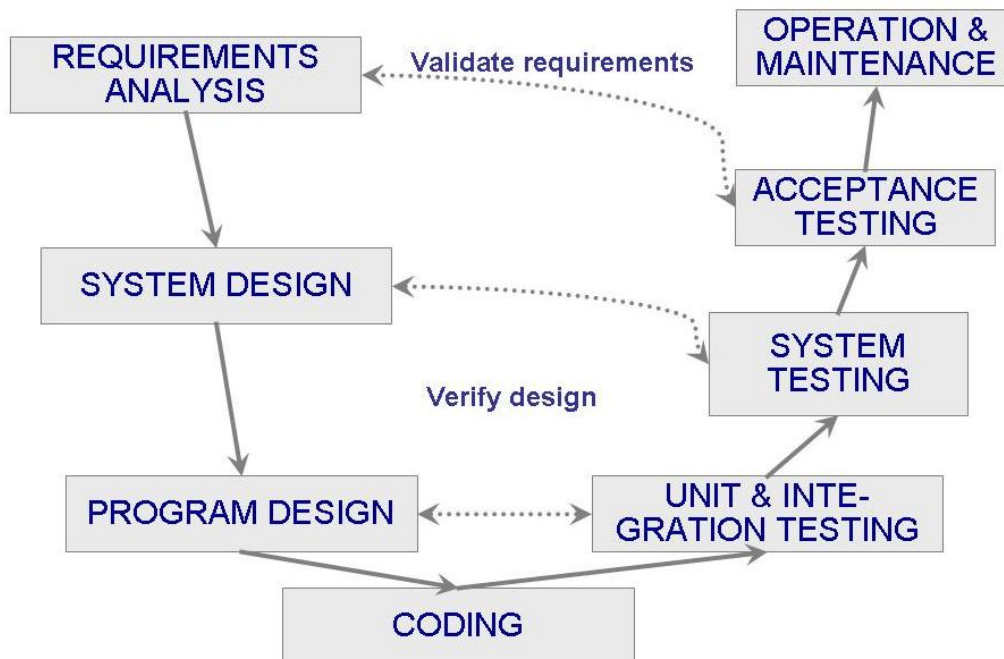 REQUIREMENTS
ANALYSIS
Validate requirements
OPERATION &
MAINTENANCE
ACCEPTANCE
TESTING
SYSTEM DESIGN
SYSTEM
TESTING
Verify design
PROGRAM DESIGN
UNIT & INTE-
GRATION TESTING
CODING